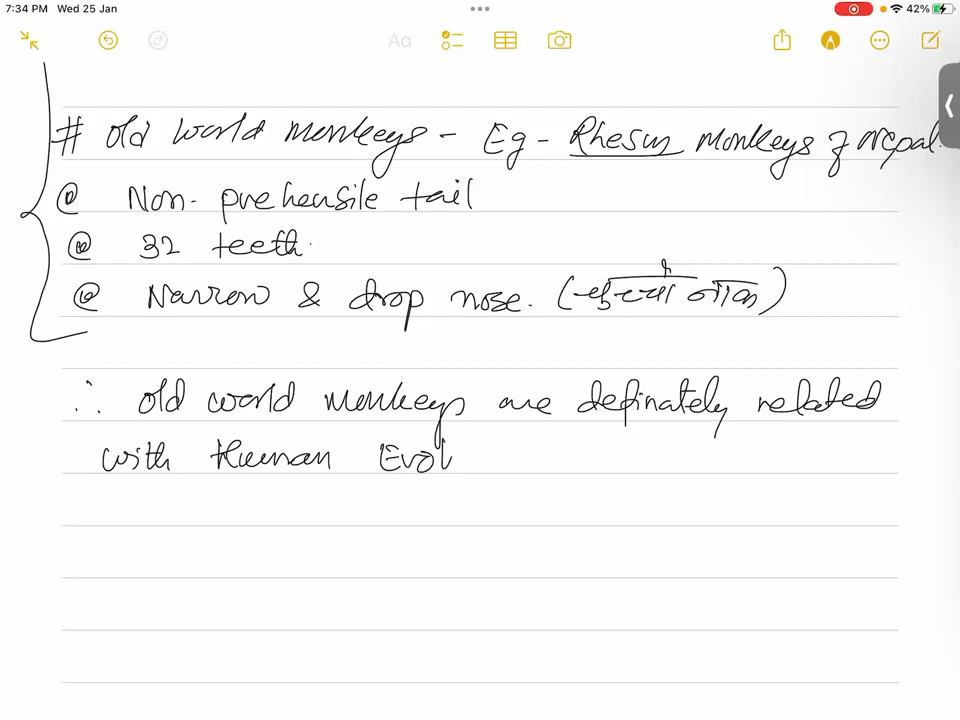 7:34 PM Wed 25 Jan
42%
Aa
# Old world monkeys - Eg - Rhesus monkeys of Nepal.
@ Non-prehensile tail
@ 32 teeth.
@ Narrow & drop nose. (
∴ Old world monkeys are definately related
with Human Evol